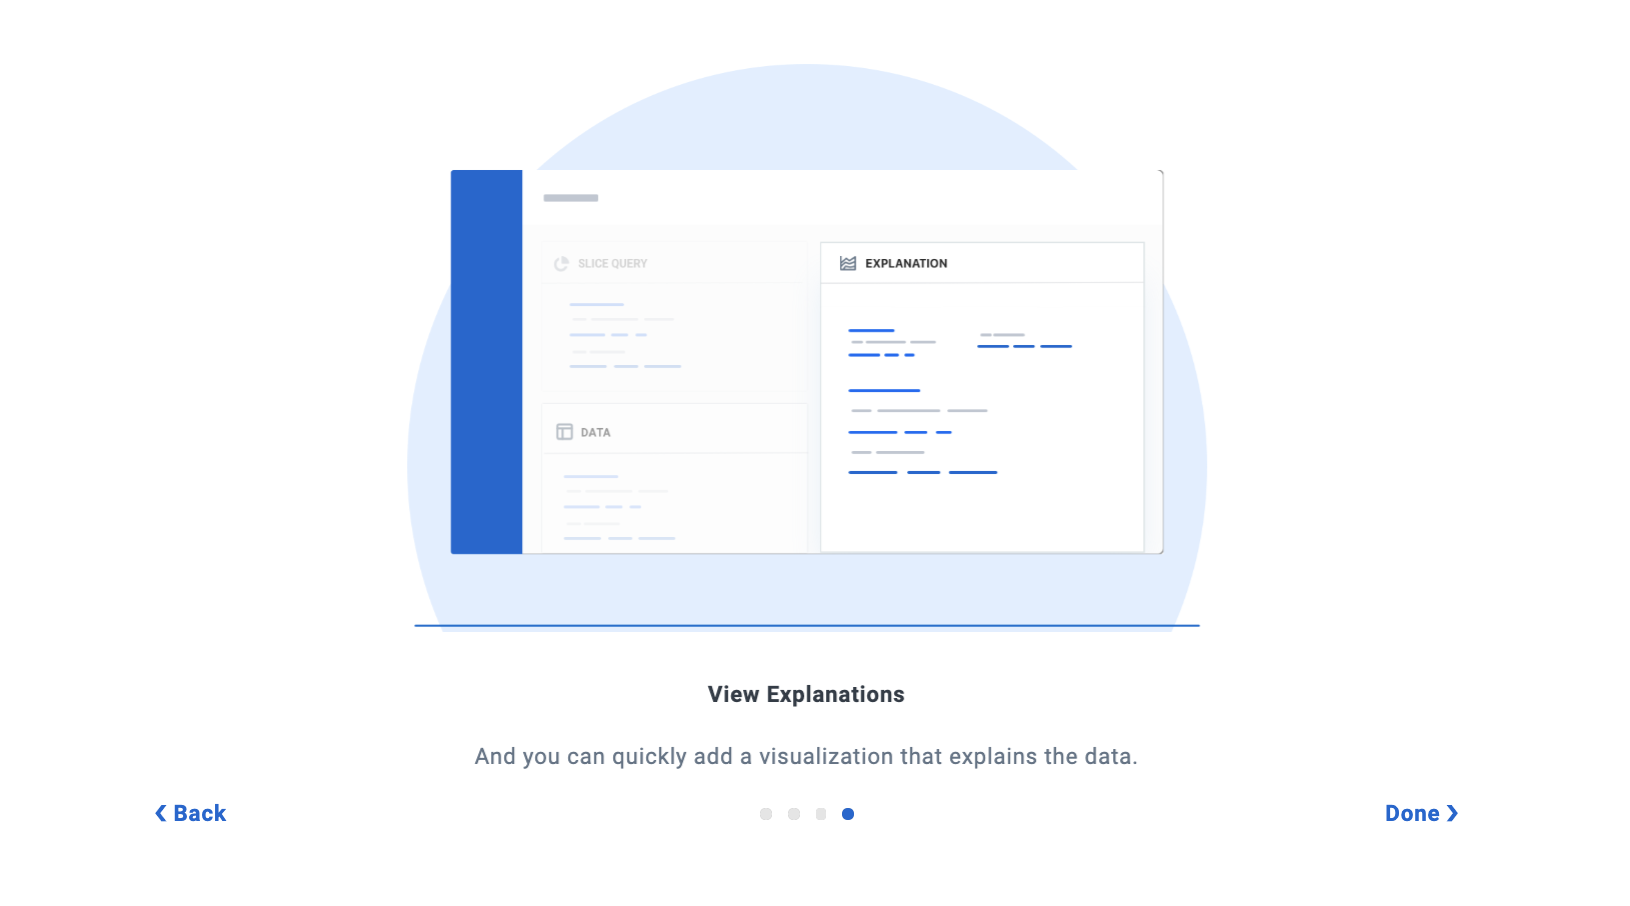 SLICE QUERY
EXPLANATION
DATA
View Explanations
And you can quickly add a visualization that explains the data.
Back
Done